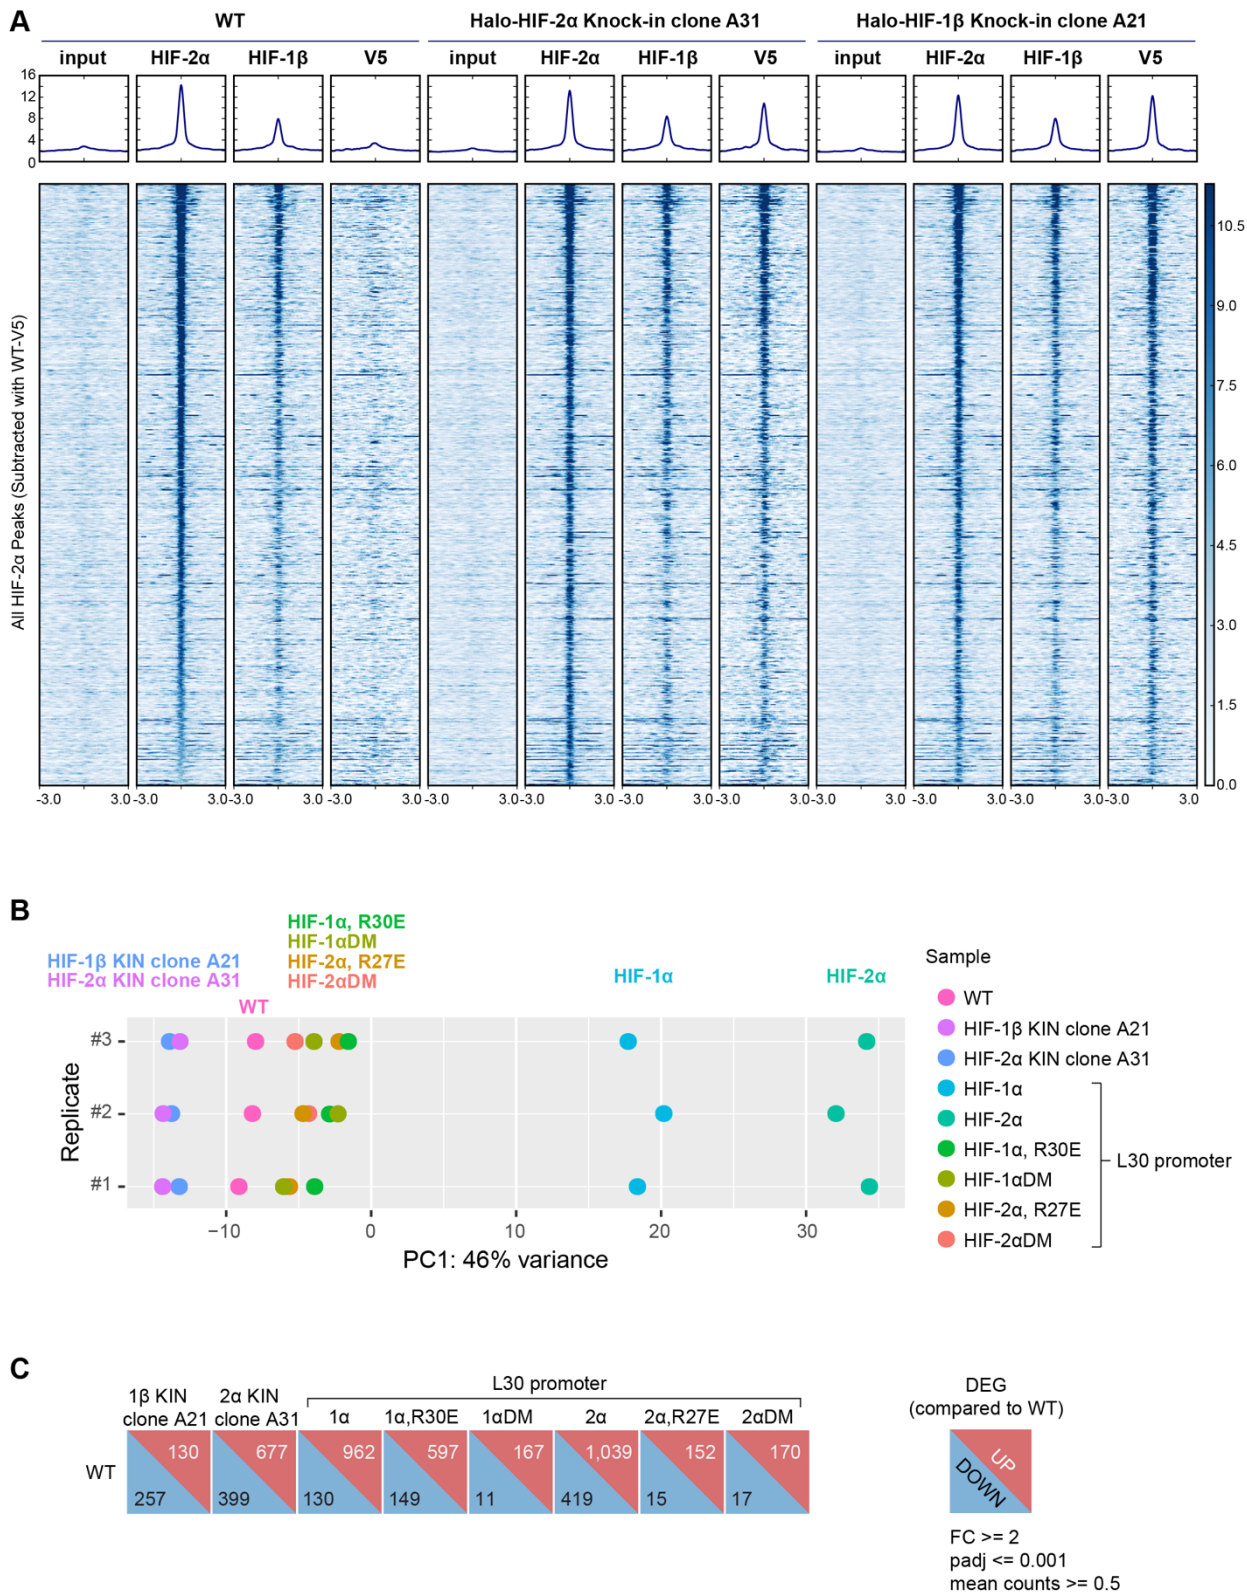 A
WT
Halo-HIF-2α Knock-in clone A31
Halo-HIF-1β Knock-in clone A21
input HIF-2α HIF-1β V5 input HIF-2α HIF-1β V5 input HIF-2α HIF-1β V5
16
12
8
4
0
All HIF-2α Peaks (Subtracted with WT-V5)
10.5
9.0
7.5
6.0
4.5
3.0
1.5
0.0
-3.0 3.0 -3.0 3.0 -3.0 3.0 -3.0 3.0 -3.0 3.0 -3.0 3.0 -3.0 3.0 -3.0 3.0 -3.0 3.0 -3.0 3.0 -3.0 3.0 -3.0 3.0
B
HIF-1α, R30E
HIF-1αDM
HIF-1β KIN clone A21 HIF-2α, R27E
HIF-2α KIN clone A31 HIF-2αDM HIF-1α HIF-2α
WT
Replicate
#3
#2
#1
−10 0 10 20 30
PC1: 46% variance
Sample
WT
HIF-1β KIN clone A21
HIF-2α KIN clone A31
HIF-1α
HIF-2α
HIF-1α, R30E
HIF-1αDM
HIF-2α, R27E
HIF-2αDM
L30 promoter
C
1β KIN
clone A21
2α KIN
clone A31
L30 promoter
1α 1α,R30E 1αDM 2α 2α,R27E 2αDM
WT
130 677 962 597 167 1,039 152 170
257 399 130 149 11 419 15 17
DEG
(compared to WT)
UP
DOWN
FC >= 2
padj <= 0.001
mean counts >= 0.5